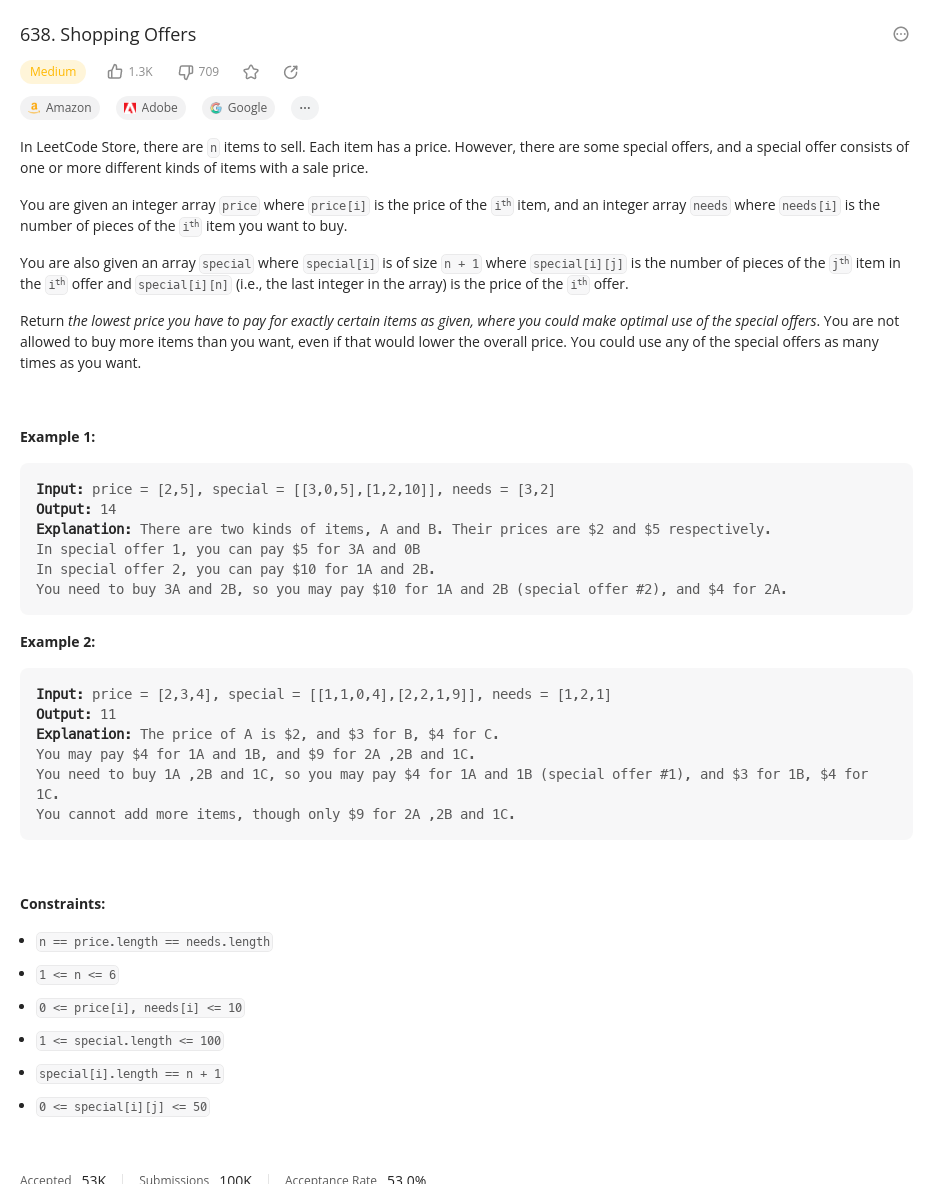 638. Shopping Offers
Medium 1.3K 709
Amazon Adobe Google ...
In LeetCode Store, there are n items to sell. Each item has a price. However, there are some special offers, and a special offer consists of
one or more different kinds of items with a sale price.
You are given an integer array price where price[i] is the price of the ith item, and an integer array needs where needs[i] is the
number of pieces of the ith item you want to buy.
You are also given an array special where special[i] is of size n + 1 where special[i][j] is the number of pieces of the jth item in
the ith offer and special[i][n] (i.e., the last integer in the array) is the price of the ith offer.
Return the lowest price you have to pay for exactly certain items as given, where you could make optimal use of the special offers. You are not
allowed to buy more items than you want, even if that would lower the overall price. You could use any of the special offers as many
times as you want.
Example 1:
Input: price = [2,5], special = [[3,0,5],[1,2,10]], needs = [3,2]
Output: 14
Explanation: There are two kinds of items, A and B. Their prices are $2 and $5 respectively.
In special offer 1, you can pay $5 for 3A and 0B
In special offer 2, you can pay $10 for 1A and 2B.
You need to buy 3A and 2B, so you may pay $10 for 1A and 2B (special offer #2), and $4 for 2A.
Example 2:
Input: price = [2,3,4], special = [[1,1,0,4],[2,2,1,9]], needs = [1,2,1]
Output: 11
Explanation: The price of A is $2, and $3 for B, $4 for C.
You may pay $4 for 1A and 1B, and $9 for 2A ,2B and 1C.
You need to buy 1A ,2B and 1C, so you may pay $4 for 1A and 1B (special offer #1), and $3 for 1B, $4 for
1C.
You cannot add more items, though only $9 for 2A ,2B and 1C.
Constraints:
n == price.length == needs.length
1 <= n <= 6
0 <= price[i], needs[i] <= 10
1 <= special.length <= 100
special[i].length == n + 1
0 <= special[i][j] <= 50
Accepted 53K Submissions 100K Acceptance Rate 53.0%